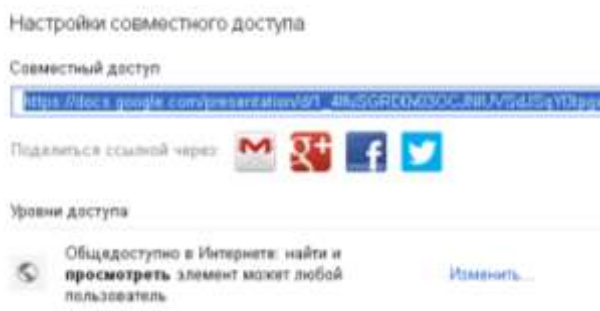 Настройки совместного доступа
Совместный доступ
https://docs.google.com/presentation/d/
Поделиться ссылкой через:
Уровни доступа
Общедоступно в Интернете: найти и
просмотреть элемент может любой
пользователь
Изменить...